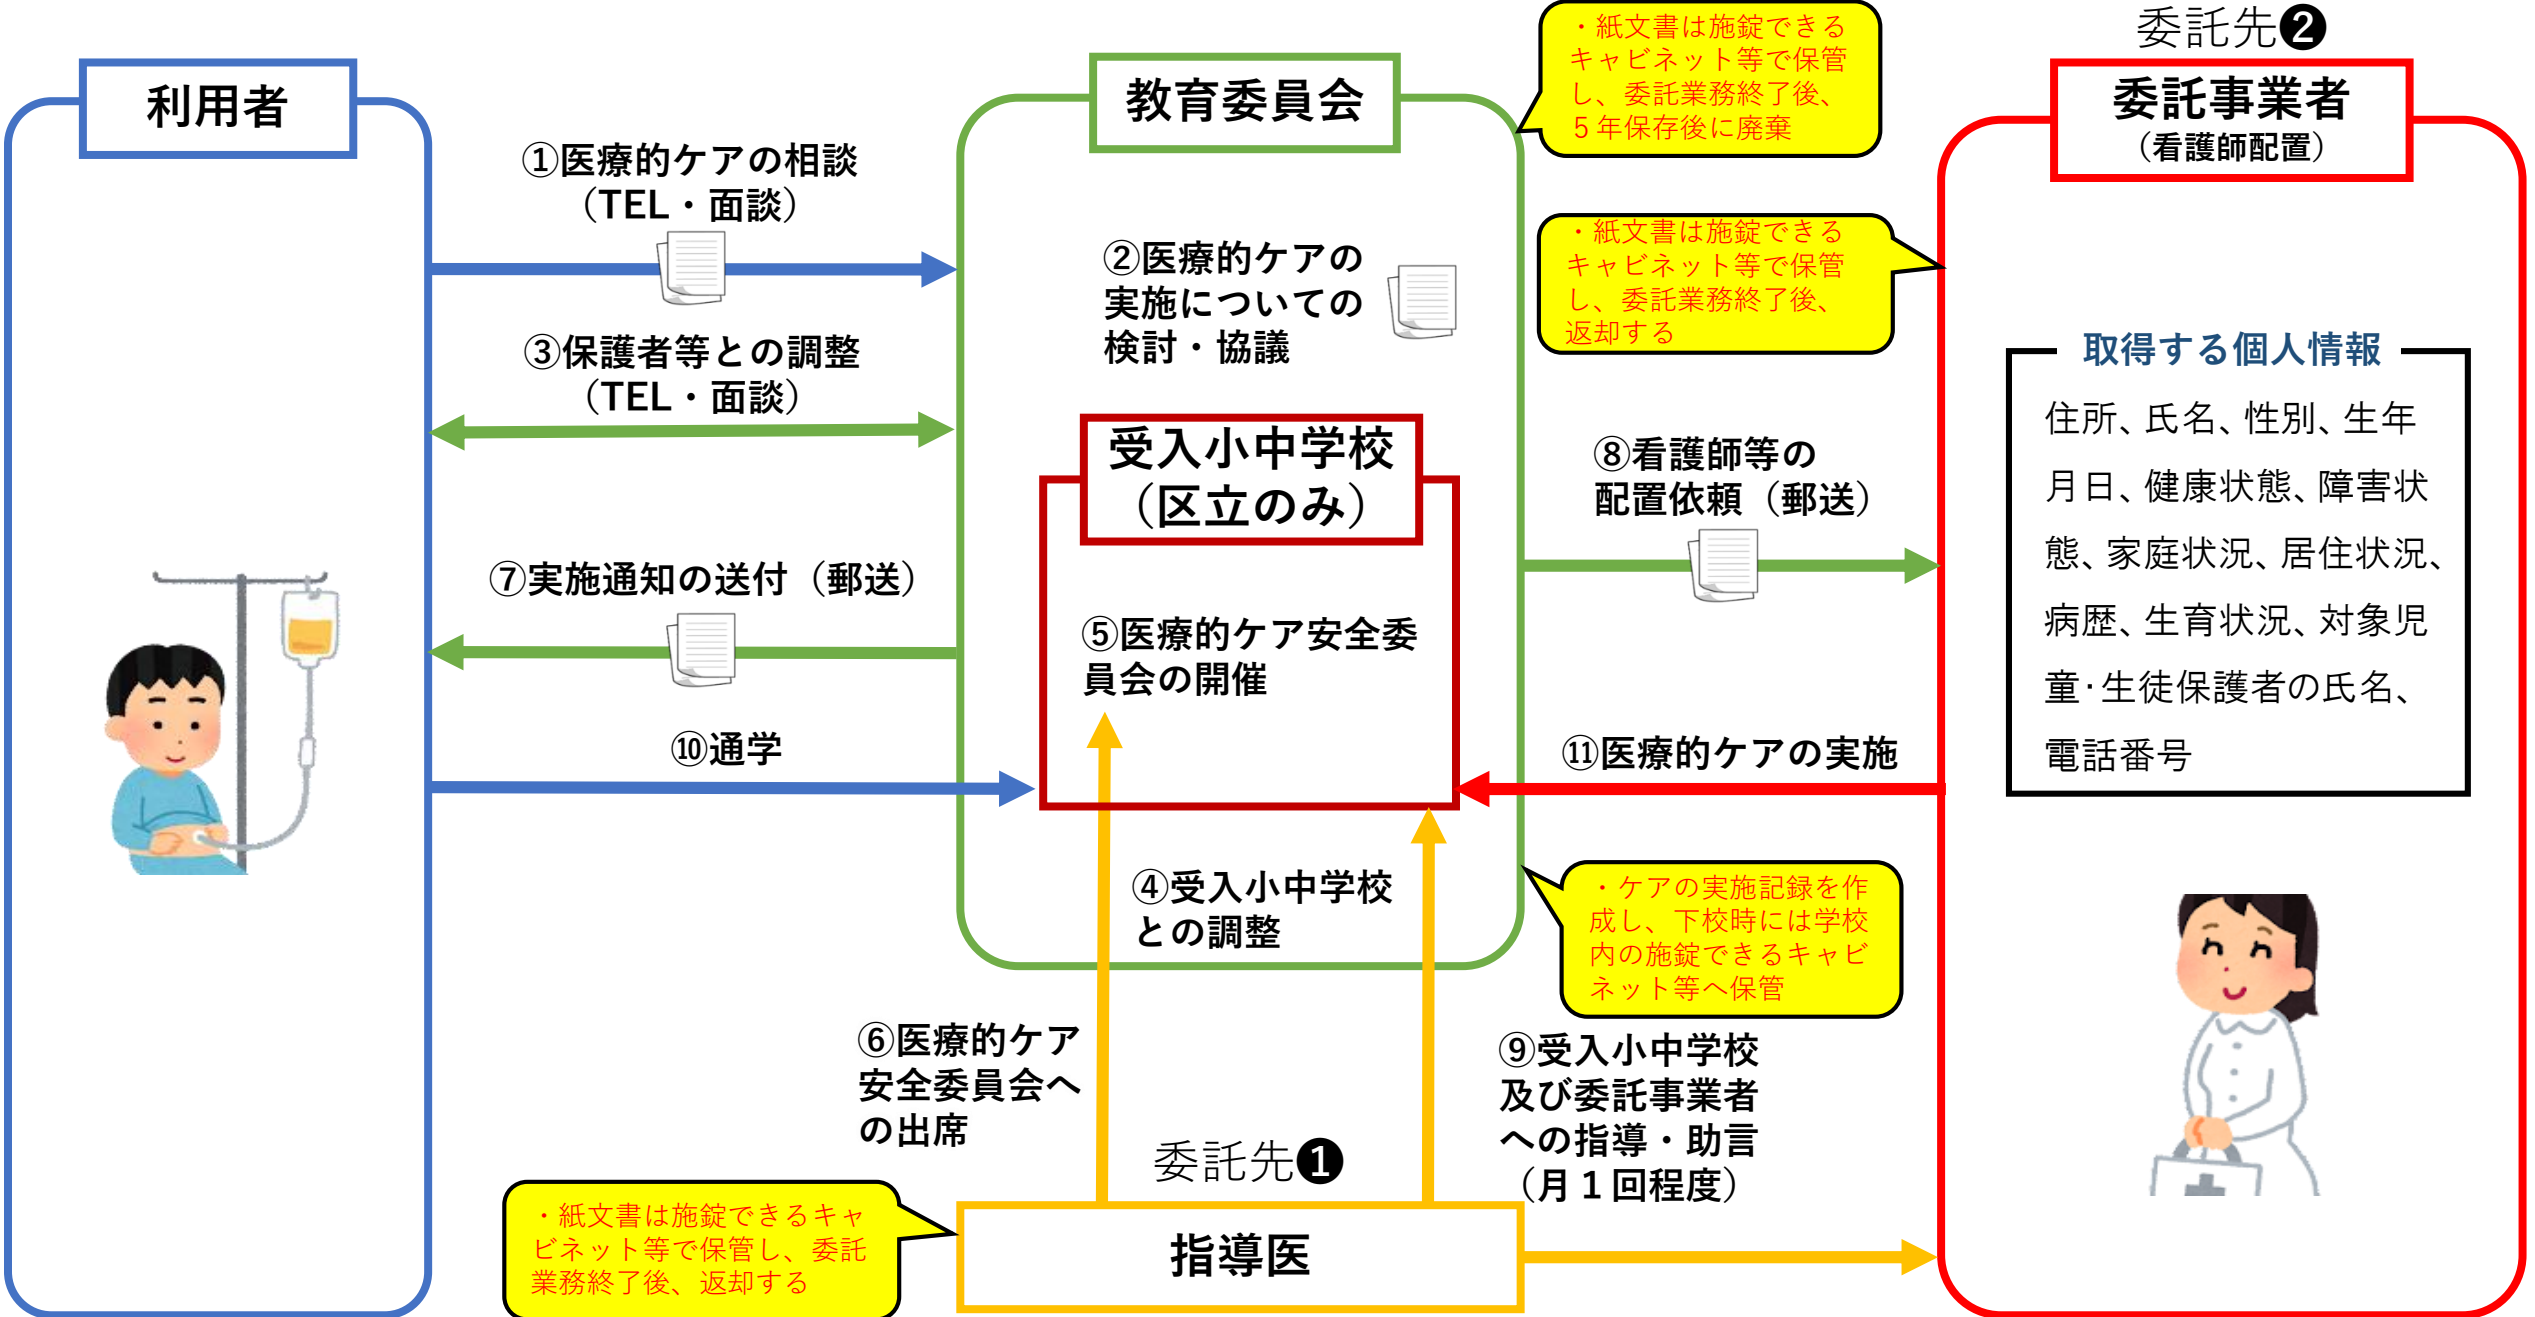 利用者
①医療的ケアの相談
（TEL・面談）
③保護者等との調整
（TEL・面談）
⑦実施通知の送付（郵送）
⑩通学
教育委員会
②医療的ケアの
実施についての
検討・協議
受入小中学校
（区立のみ）
⑤医療的ケア安全委
員会の開催
④受入小中学校
との調整
⑥医療的ケア
安全委員会へ
の出席
委託先❶
指導医
・紙文書は施錠できるキャ
ビネット等で保管し、委託
業務終了後、返却する
・紙文書は施錠できる
キャビネット等で保管
し、委託業務終了後、
５年保存後に廃棄
・紙文書は施錠できる
キャビネット等で保管
し、委託業務終了後、
返却する
⑧看護師等の
配置依頼（郵送）
⑪医療的ケアの実施
・ケアの実施記録を作
成し、下校時には学校
内の施錠できるキャビ
ネット等へ保管
⑨受入小中学校
及び委託事業者
への指導・助言
（月１回程度）
委託先❷
委託事業者
（看護師配置）
取得する個人情報
住所、氏名、性別、生年
月日、健康状態、障害状
態、家庭状況、居住状況、
病歴、生育状況、対象児
童･生徒保護者の氏名、
電話番号